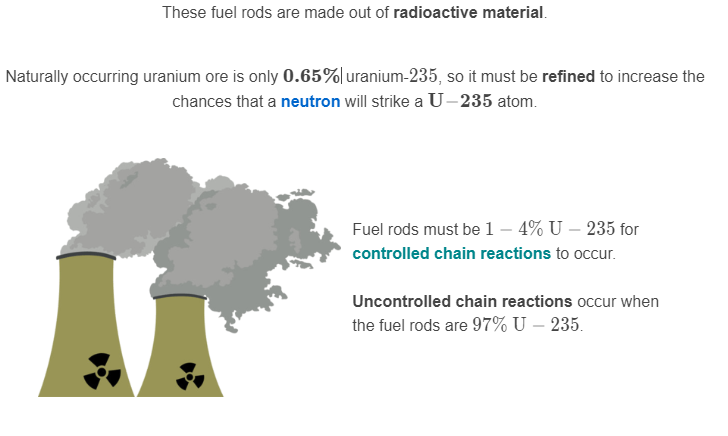 These fuel rods are made out of radioactive material.
Naturally occurring uranium ore is only 0.65%| uranium-235, so it must be refined to increase the
chances that a neutron will strike a U–235 atom.
Fuel rods must be 1 – 4% U – 235 for
controlled chain reactions to occur.
Uncontrolled chain reactions occur when
the fuel rods are 97% U – 235.